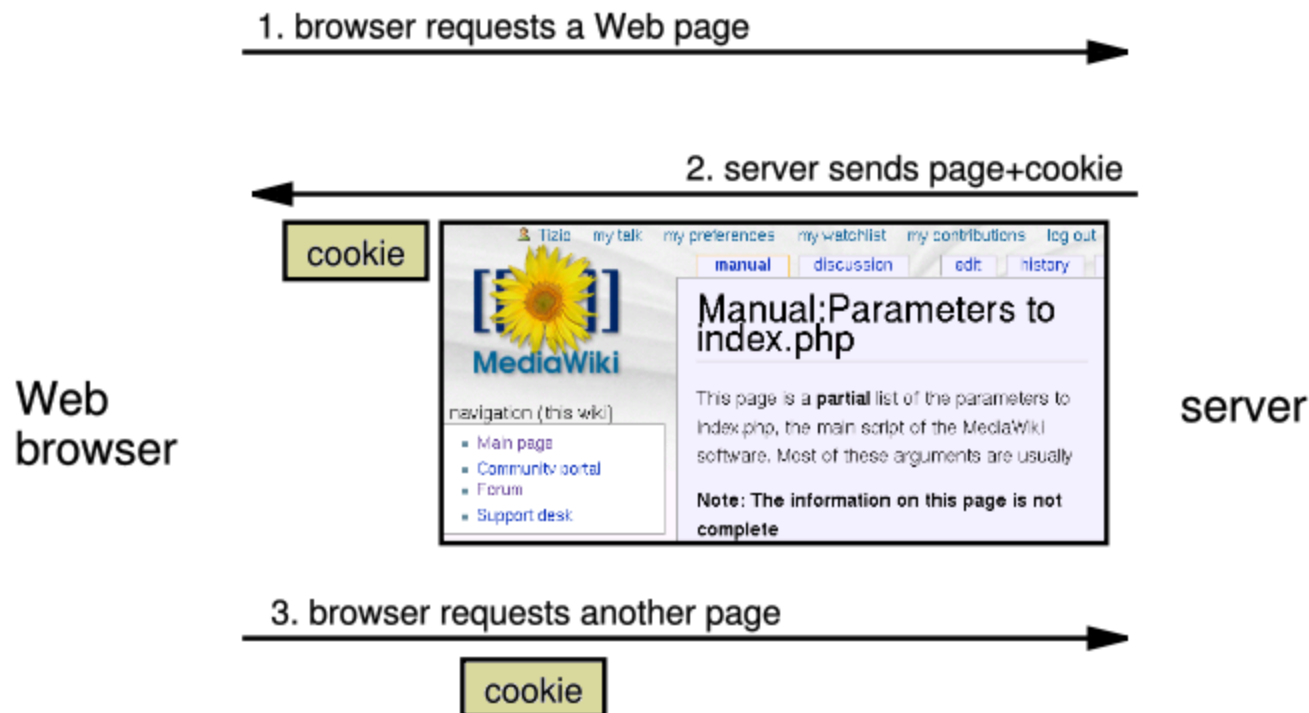 1. browser requests a Web page
2. server sends page+cookie
cookie
Tizio my talk my preferences my watchlist my contributions log out
manual discussion edit history
MediaWiki
Manual:Parameters to
index.php
This page is a partial list of the parameters to
index.php, the main script of the MediaWiki
software. Most of these arguments are usually
Note: The information on this page is not
complete
navigation (this wiki)
Main page
Community portal
Forum
Support desk
Web
browser
server
3. browser requests another page
cookie